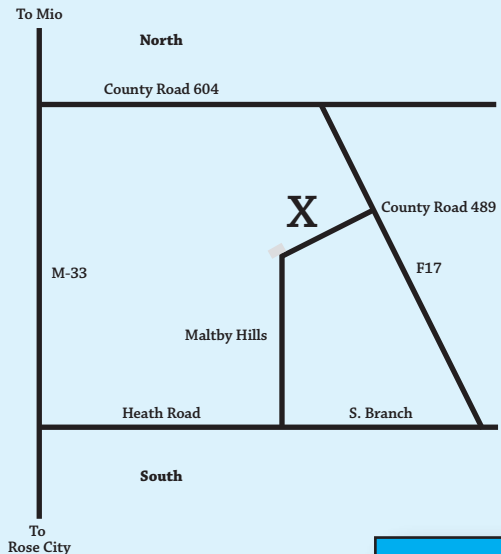 To Mio
North
County Road 604
X
County Road 489
M-33
F17
Maltby Hills
Heath Road
S. Branch
South
To
Rose City